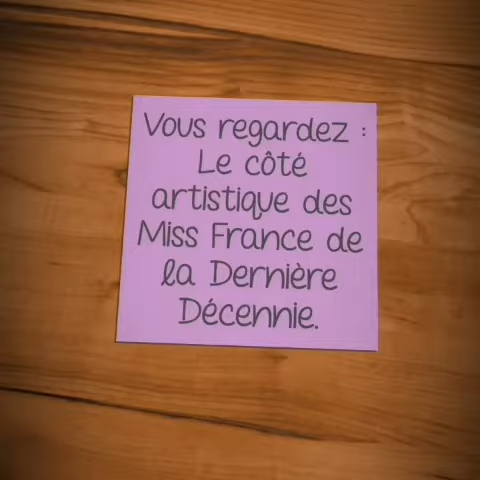 Vous regardez :
Le côté
artistique des
Miss France de
la Dernière
Décennie.